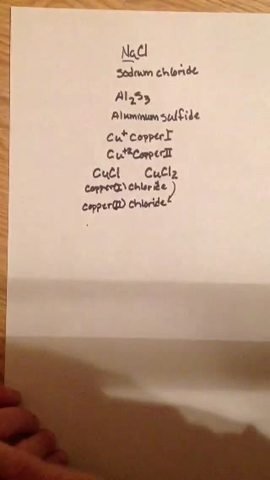 NaCl
Sodium chloride
Al2S3
Aluminum sulfide
Cu+ Copper I
Cu+2 Copper II
CuCl CuCl2
copper(I) chloride
copper(II) chloride